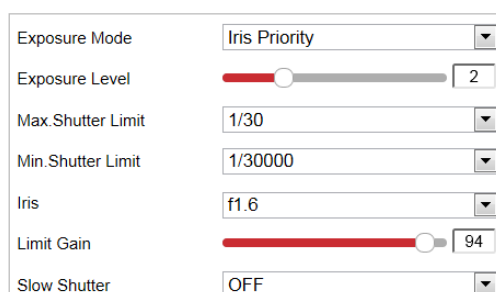 Exposure Mode Iris Priority
Exposure Level 2
Max.Shutter Limit 1/30
Min.Shutter Limit 1/30000
Iris f1.6
Limit Gain 94
Slow Shutter OFF